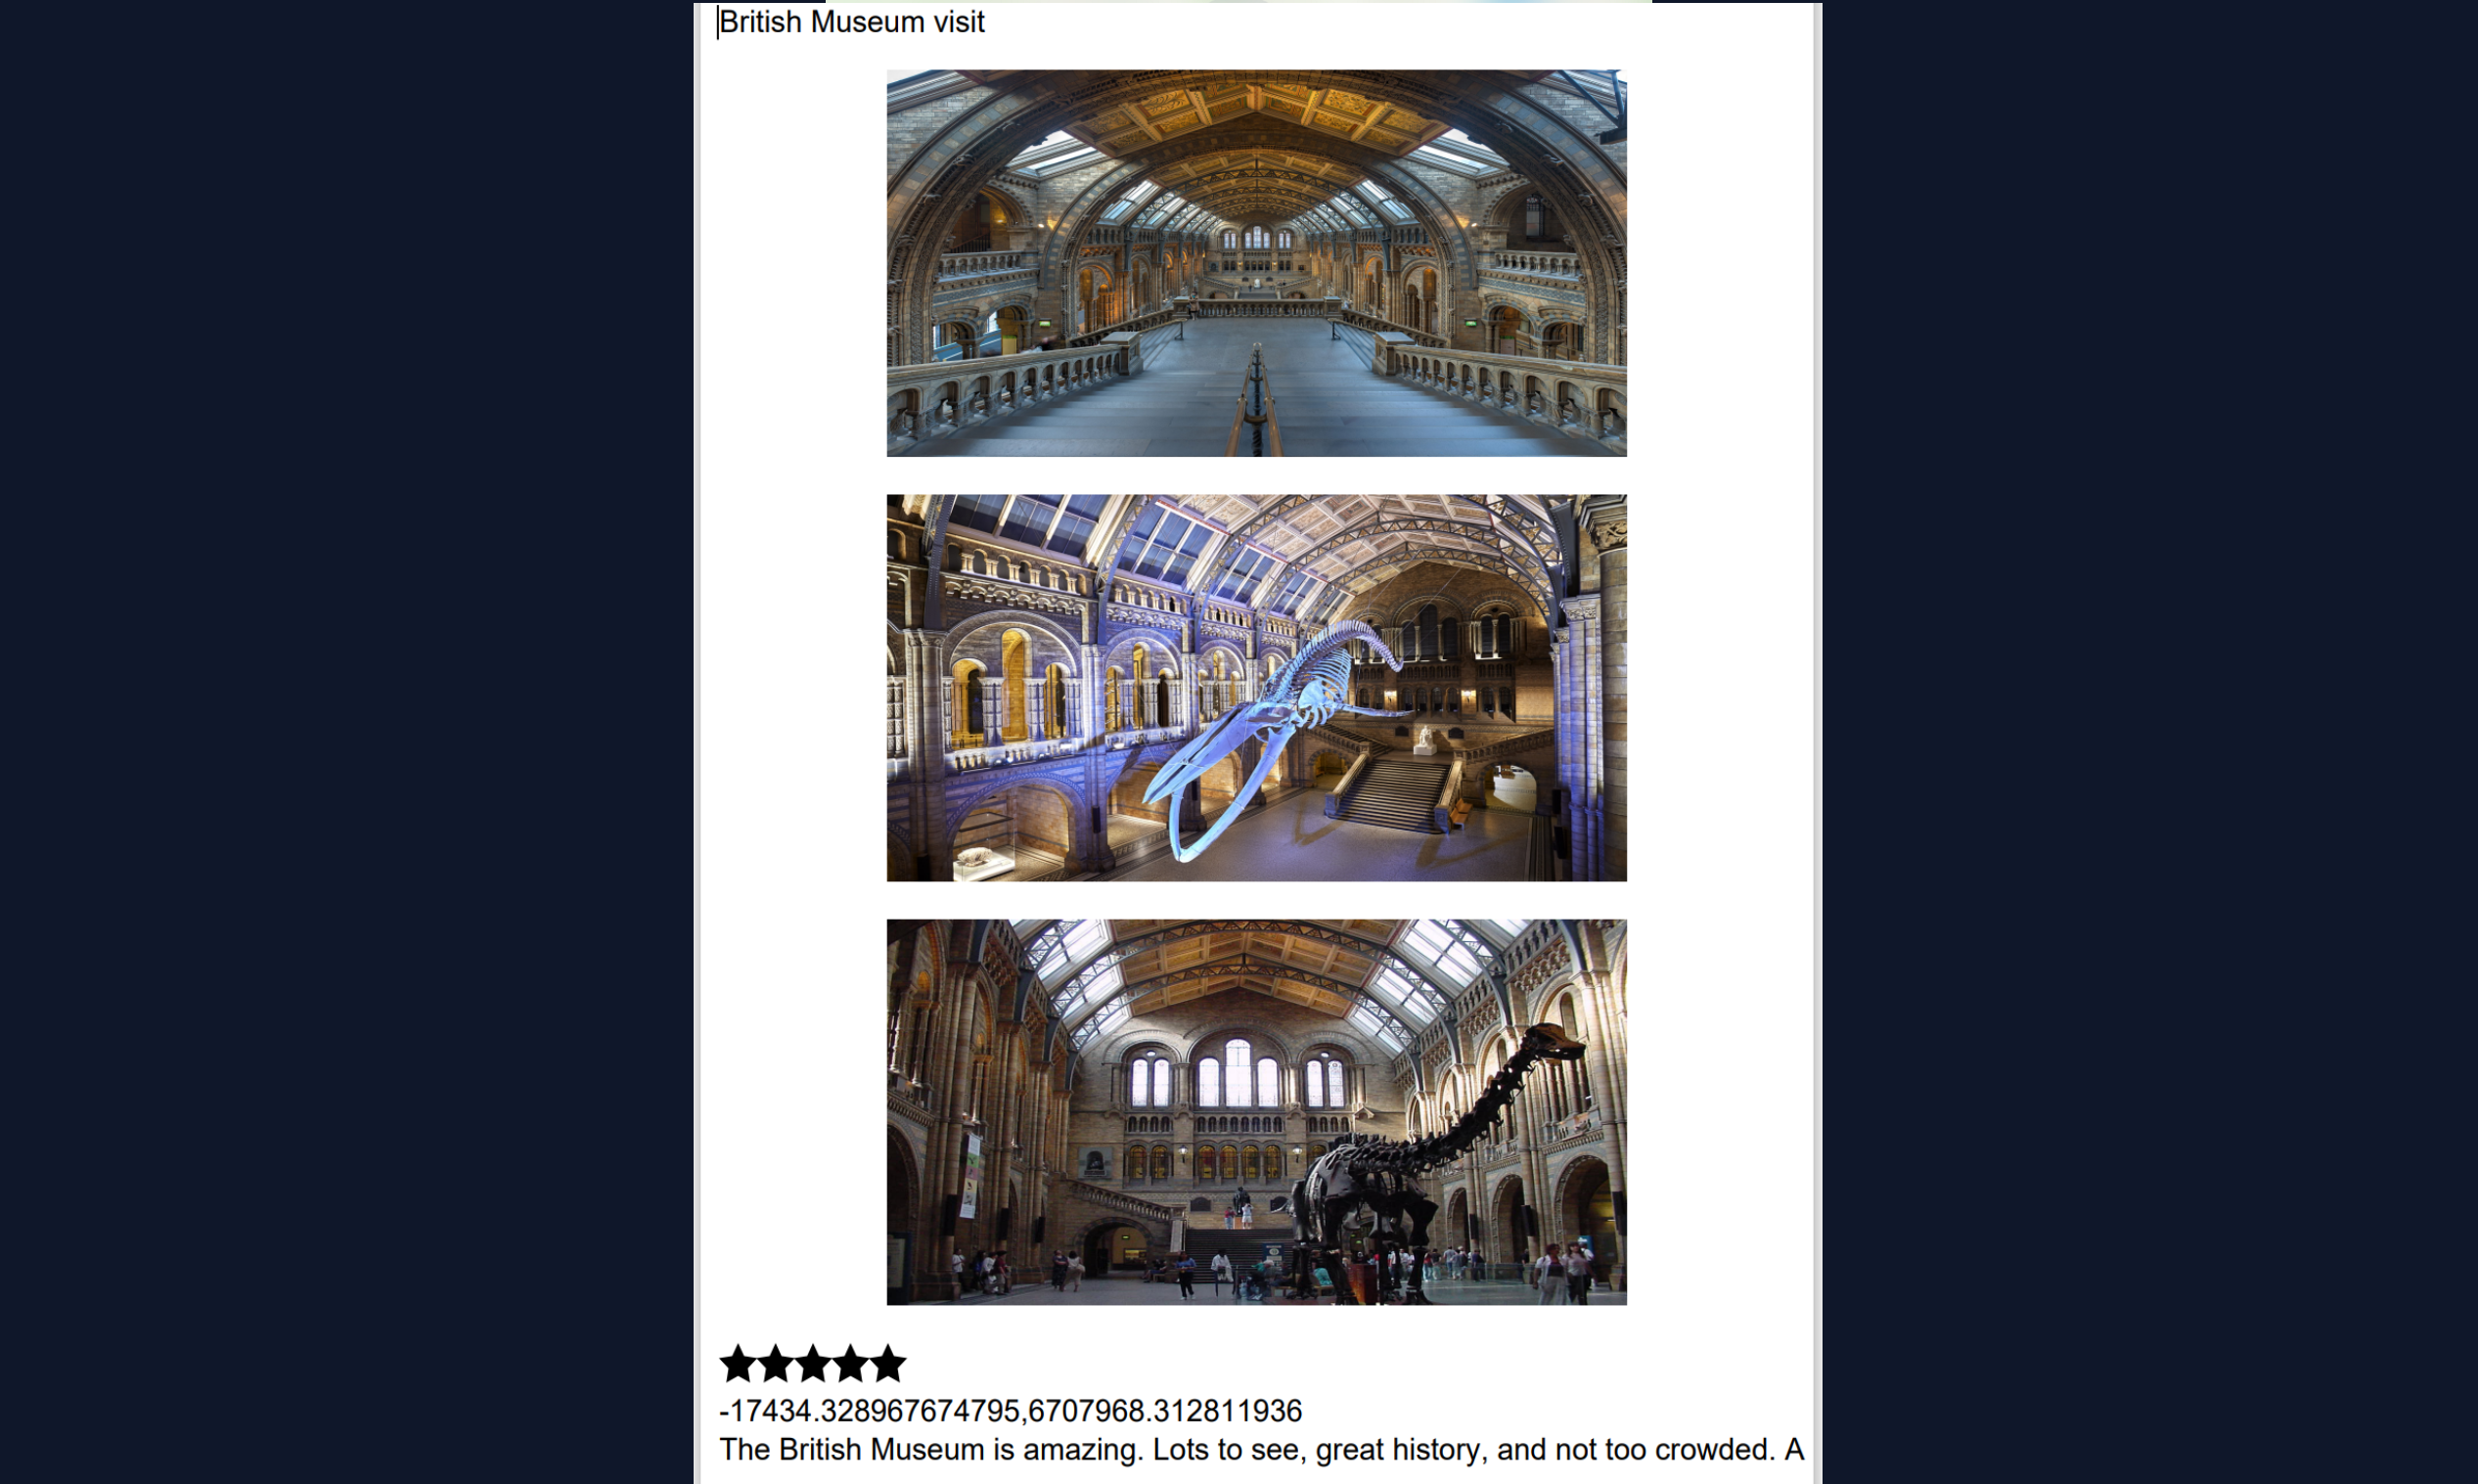 British Museum visit
★★★★★
-17434.328967674795,6707968.312811936
The British Museum is amazing. Lots to see, great history, and not too crowded. A